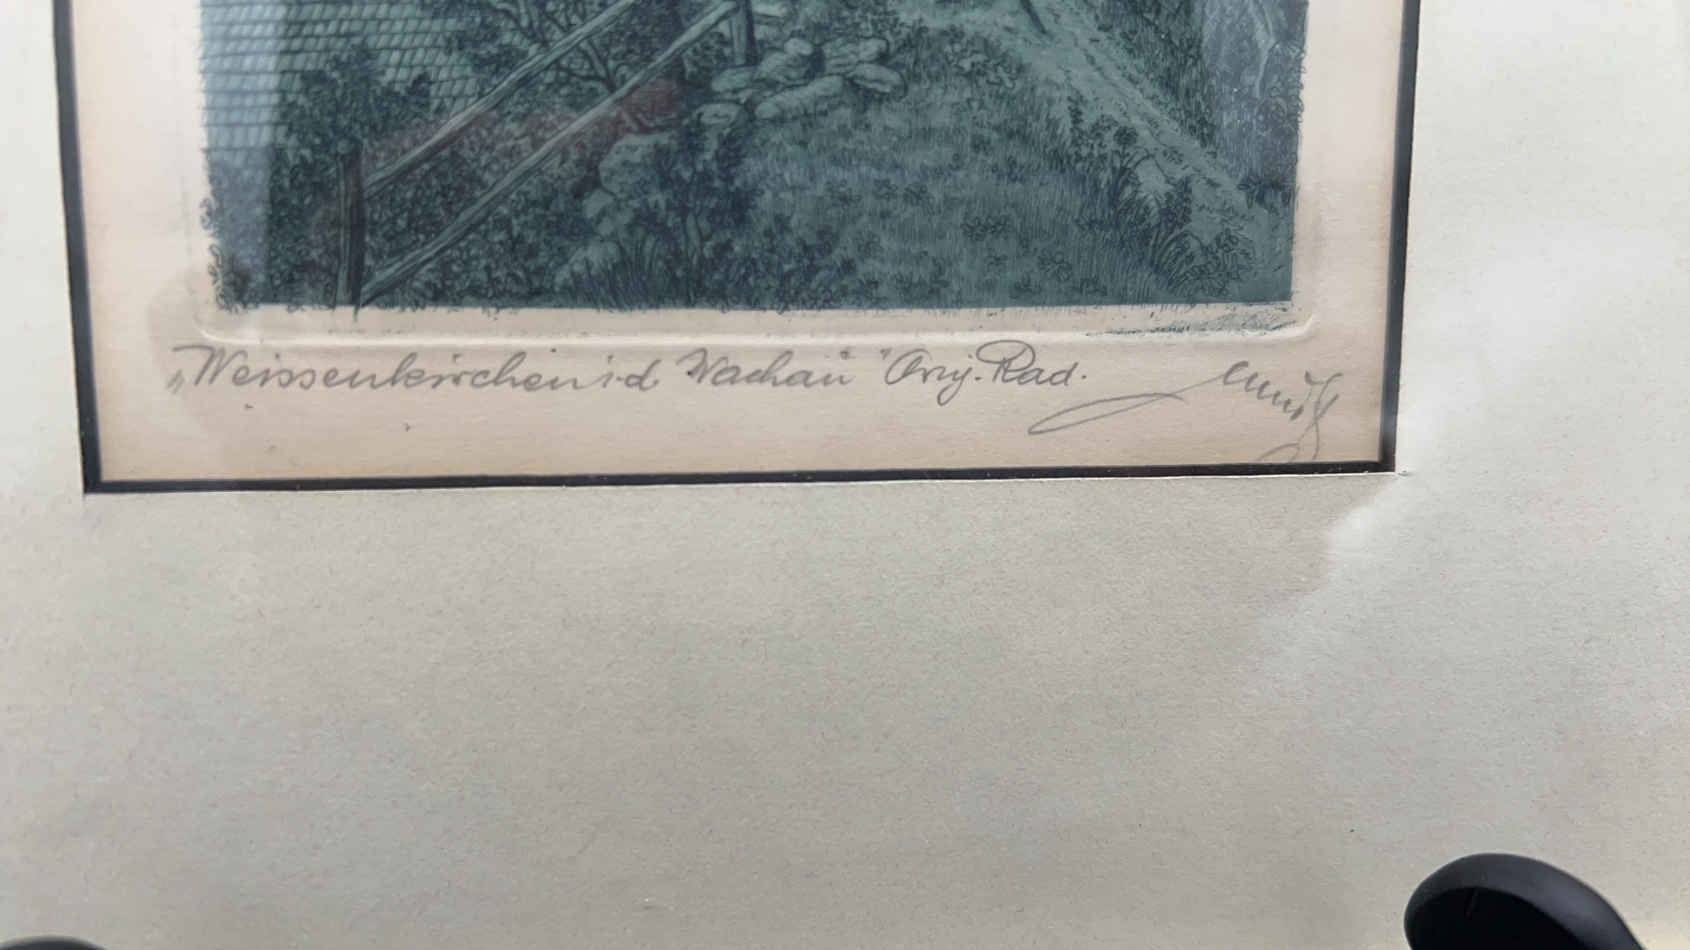 „Weissenkirchen i. d. Wachau" Orig. Rad.